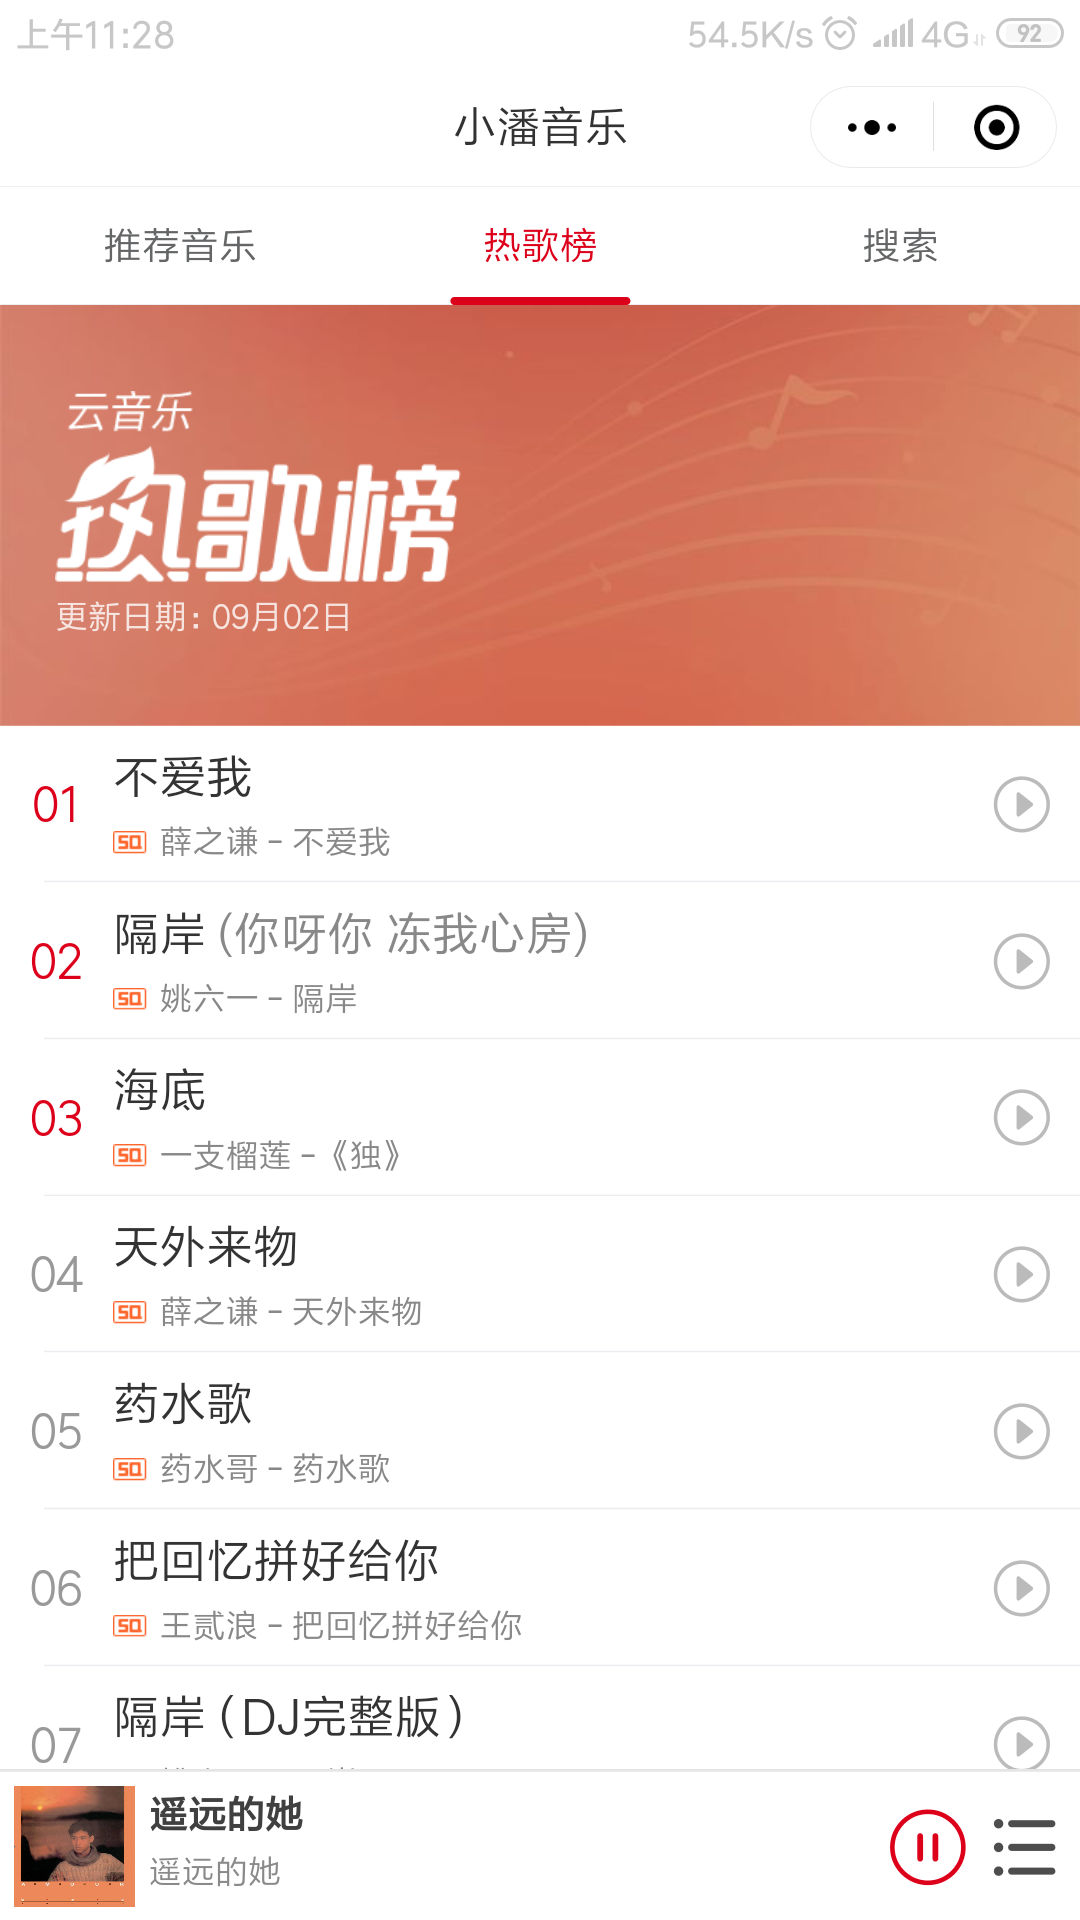 上午11:28
54.5K/s 4G 92
小潘音乐
推荐音乐 热歌榜 搜索
云音乐
热歌榜
更新日期: 09月02日
01 不爱我
SQ 薛之谦 - 不爱我
02 隔岸 (你呀你 冻我心房)
SQ 姚六一 - 隔岸
03 海底
SQ 一支榴莲 - 《独》
04 天外来物
SQ 薛之谦 - 天外来物
05 药水歌
SQ 药水哥 - 药水歌
06 把回忆拼好给你
SQ 王贰浪 - 把回忆拼好给你
07 隔岸（DJ完整版）
遥远的她
遥远的她